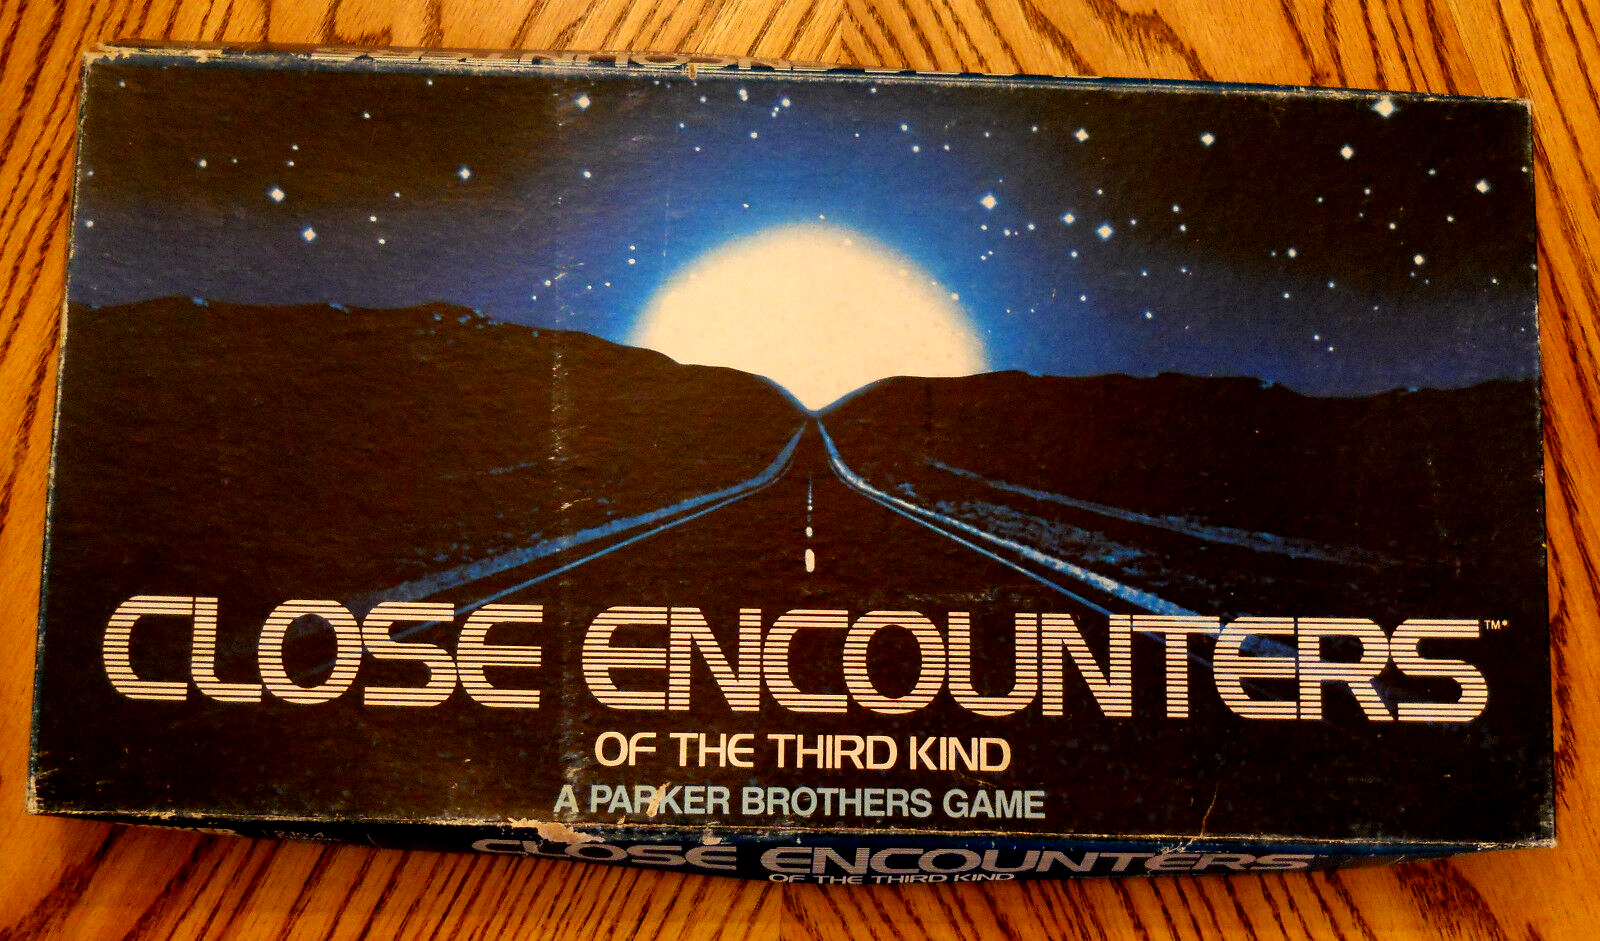 CLOSE ENCOUNTERS™
OF THE THIRD KIND
A PARKER BROTHERS GAME
CLOSE ENCOUNTERS
OF THE THIRD KIND